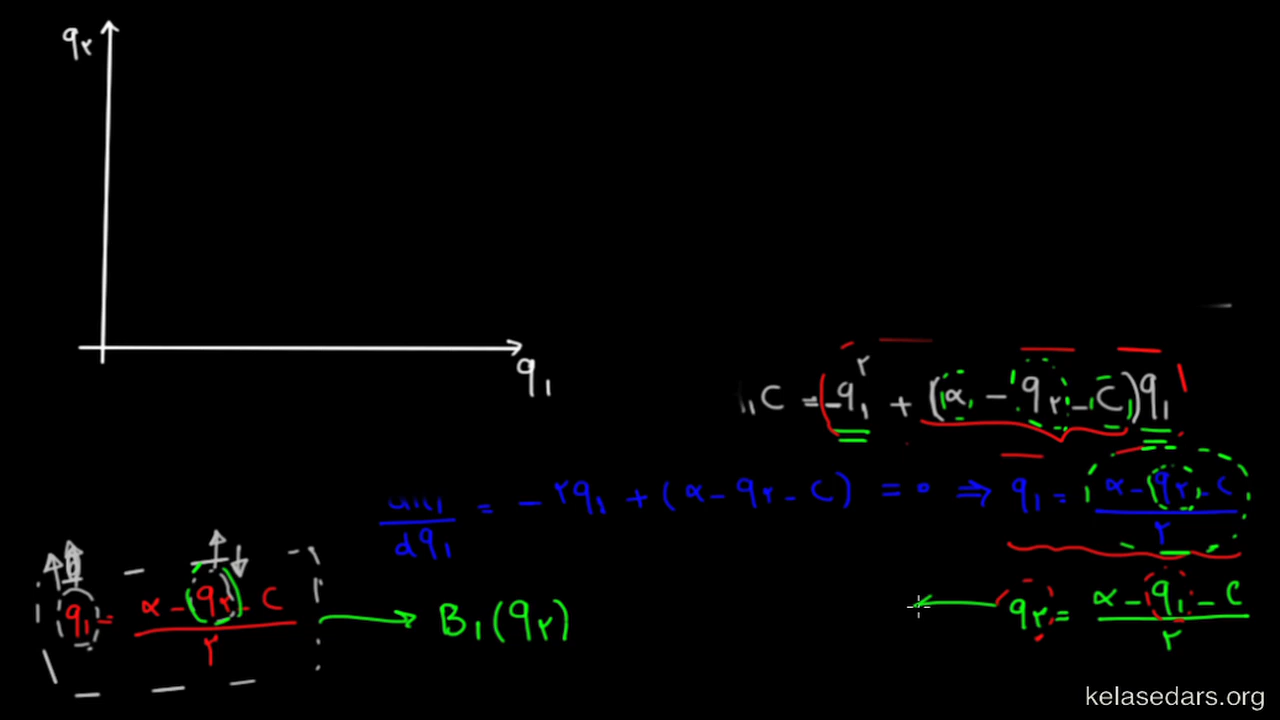 q۲
q۱
۱C = -q۱^۲ + (α - q۲ - C) q۱
/dq۱ = -۲q۱ + (α - q۲ - C) = ۰ ⇒ q۱ = (α - (q۲) - C) / ۲
q۱ = (α - (q۲) - C) / ۲ → B۱(q۲)
q۲ = (α - q۱ - C) / ۲
kelasedars.org